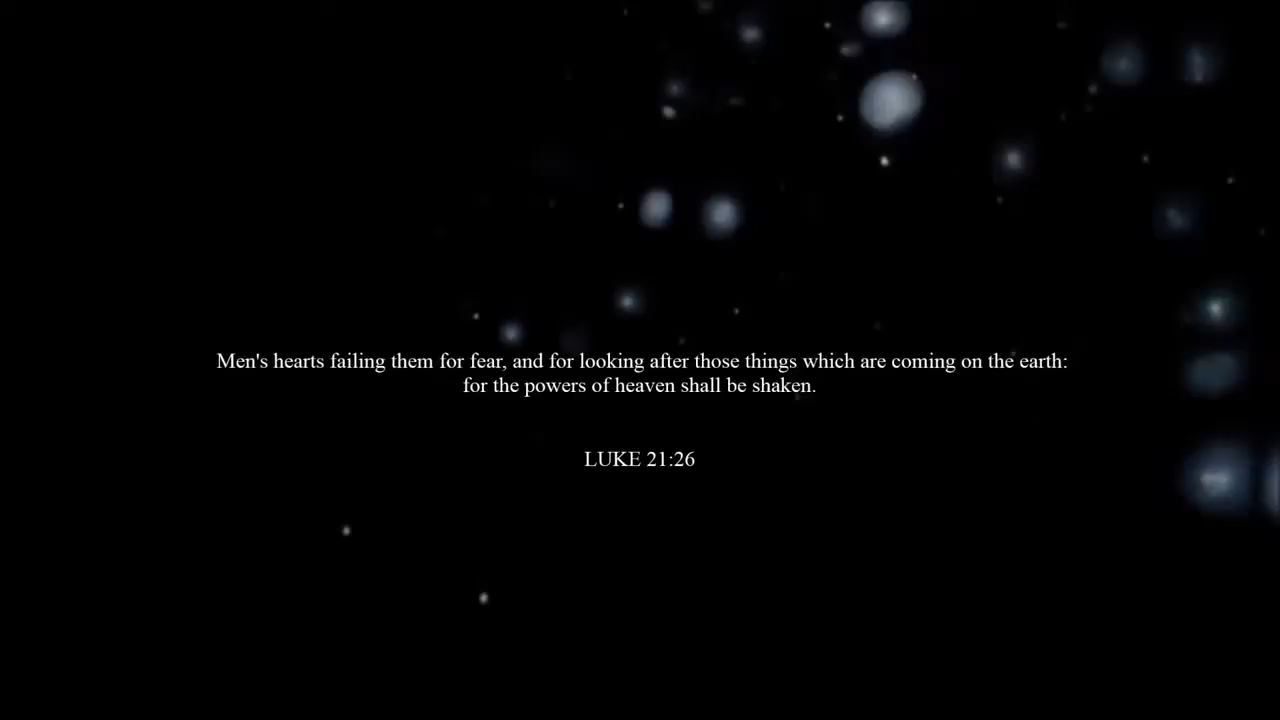 Men's hearts failing them for fear, and for looking after those things which are coming on the earth:
for the powers of heaven shall be shaken.
LUKE 21:26